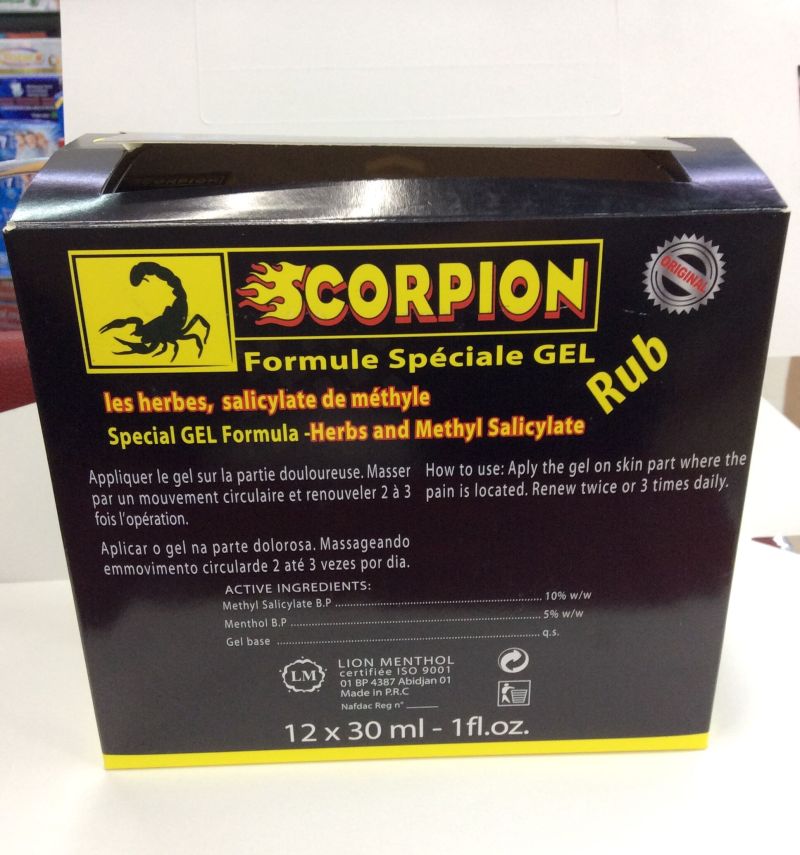 SCORPION
SCORPION
ORIGINAL
Formule Spéciale GEL
Rub
les herbes, salicylate de méthyle
Special GEL Formula -Herbs and Methyl Salicylate
Appliquer le gel sur la partie douloureuse. Masser
par un mouvement circulaire et renouveler 2 à 3
fois l'opération.
How to use: Aply the gel on skin part where the
pain is located. Renew twice or 3 times daily.
Aplicar o gel na parte dolorosa. Massageando
emmovimento circularde 2 até 3 vezes por dia.
ACTIVE INGREDIENTS:
Methyl Salicylate B.P ........................ 10% w/w
Menthol B.P ........................ 5% w/w
Gel base ........................ q.s.
LM
LION MENTHOL
certifiée ISO 9001
01 BP 4387 Abidjan 01
Made in P.R.C
Nafdac Reg n° ______
12 x 30 ml - 1fl.oz.